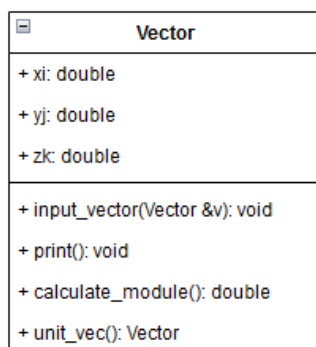 Vector
+ xi: double
+ yj: double
+ zk: double
+ input_vector(Vector &v): void
+ print(): void
+ calculate_module(): double
+ unit_vec(): Vector